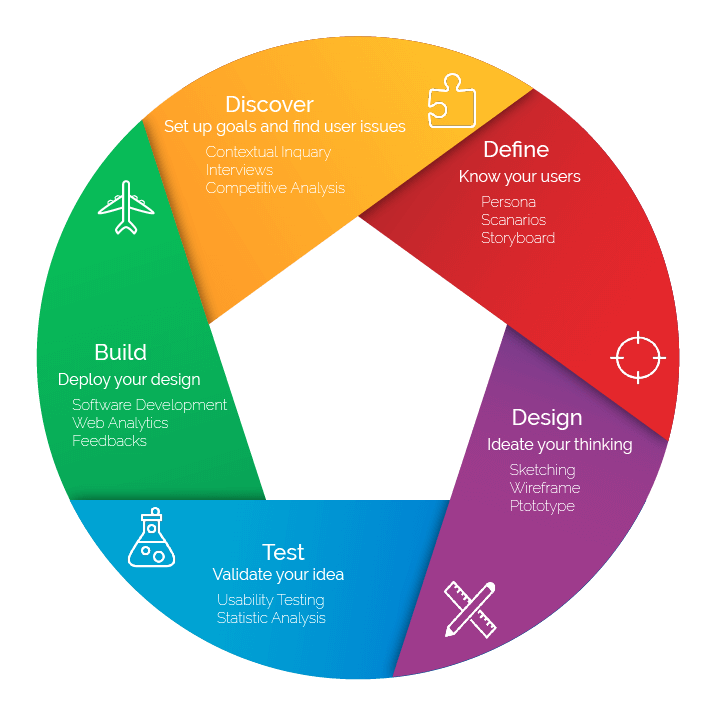 Discover
Set up goals and find user issues
Contextual Inquary
Interviews
Competitive Analysis
Define
Know your users
Persona
Scanarios
Storyboard
Design
Ideate your thinking
Sketching
Wireframe
Ptototype
Test
Validate your idea
Usability Testing
Statistic Analysis
Build
Deploy your design
Software Development
Web Analytics
Feedbacks